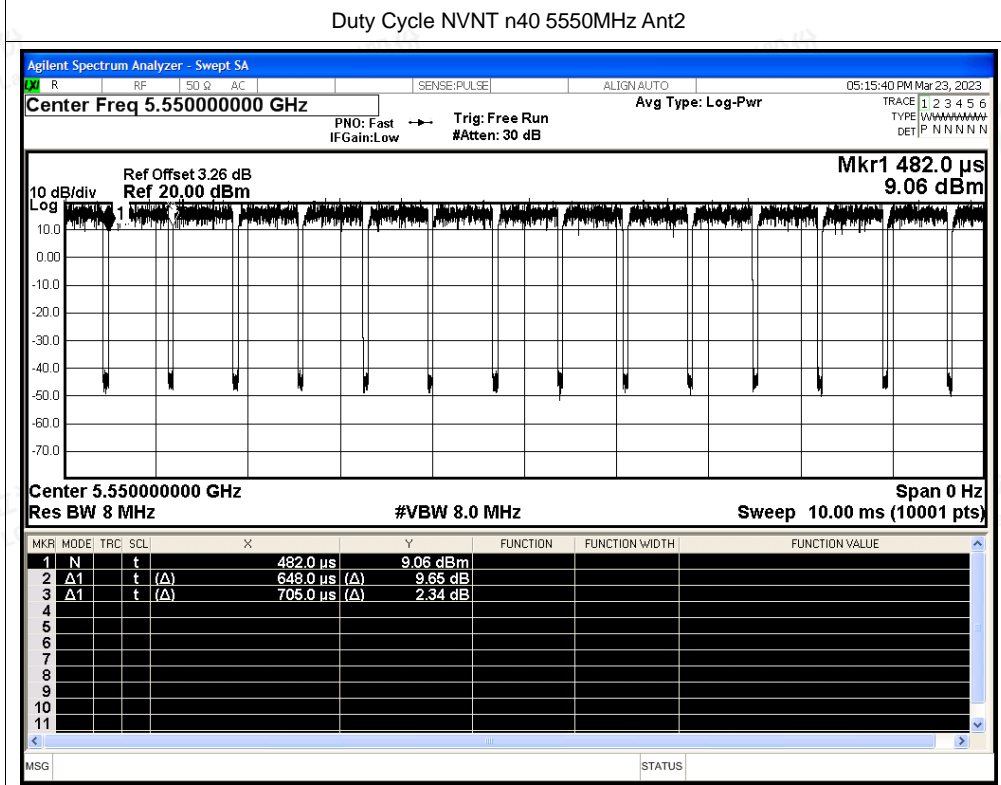 Duty Cycle NVNT n40 5550MHz Ant2
Agilent Spectrum Analyzer - Swept SA
LXI R RF 50 Ω AC SENSE:PULSE ALIGN AUTO 05:15:40 PM Mar 23, 2023
Center Freq 5.550000000 GHz Avg Type: Log-Pwr TRACE 1 2 3 4 5 6
PNO: Fast Trig: Free Run TYPE
IFGain:Low #Atten: 30 dB DET P N N N N N
Mkr1 482.0 µs
Ref Offset 3.26 dB
10 dB/div Ref 20.00 dBm 9.06 dBm
Log
1
10.0
0.00
-10.0
-20.0
-30.0
-40.0
-50.0
-60.0
-70.0
Center 5.550000000 GHz Span 0 Hz
Res BW 8 MHz #VBW 8.0 MHz Sweep 10.00 ms (10001 pts)
MKR MODE TRC SCL X Y FUNCTION FUNCTION WIDTH FUNCTION VALUE
1 N t 482.0 µs 9.06 dBm
2 Δ1 t (Δ) 648.0 µs (Δ) 9.65 dB
3 Δ1 t (Δ) 705.0 µs (Δ) 2.34 dB
4
5
6
7
8
9
10
11
MSG STATUS